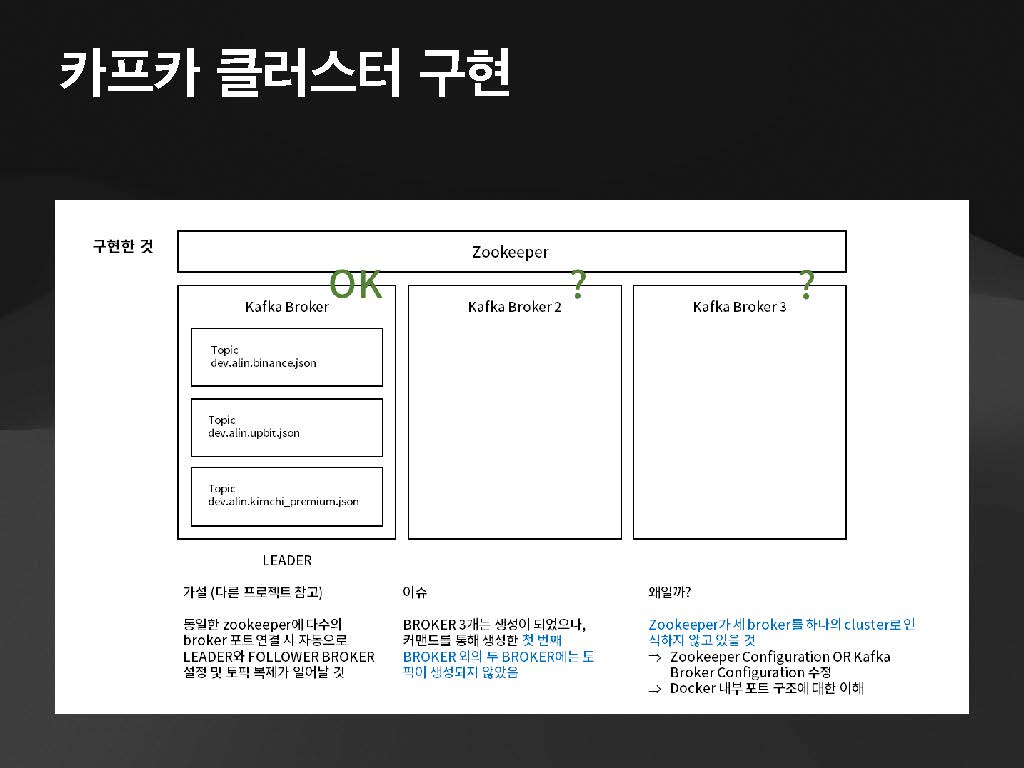 카프카 클러스터 구현
구현한 것
Zookeeper
OK
?
?
Kafka Broker
Kafka Broker 2
Kafka Broker 3
Topic
dev.alin.binance.json
Topic
dev.alin.upbit.json
Topic
dev.alin.kimchi_premium.json
LEADER
가설 (다른 프로젝트 참고)
동일한 zookeeper에 다수의
broker 포트 연결 시 자동으로
LEADER와 FOLLOWER BROKER
설정 및 토픽 복제가 일어날 것
이슈
BROKER 3개는 생성이 되었으나,
커맨드를 통해 생성한 첫 번째
BROKER 외의 두 BROKER에는 토
픽이 생성되지 않았음
왜일까?
Zookeeper가 세 broker를 하나의 cluster로 인
식하지 않고 있을 것
⇒ Zookeeper Configuration OR Kafka
Broker Configuration 수정
⇒ Docker 내부 포트 구조에 대한 이해